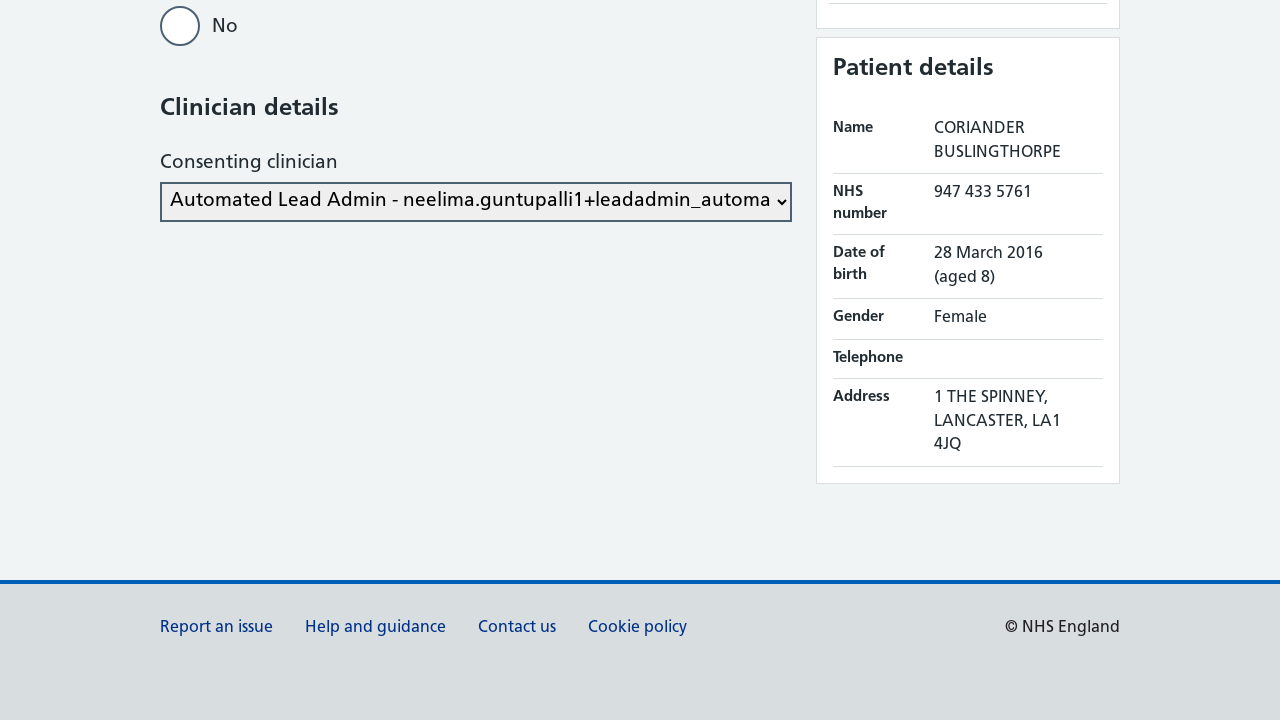 No
Clinician details
Consenting clinician
Automated Lead Admin - neelima.guntupalli1+leadadmin_automa
Patient details
Name CORIANDER
BUSLINGTHORPE
NHS 947 433 5761
number
Date of 28 March 2016
birth (aged 8)
Gender Female
Telephone
Address 1 THE SPINNEY,
LANCASTER, LA1
4JQ
Report an issue Help and guidance Contact us Cookie policy © NHS England